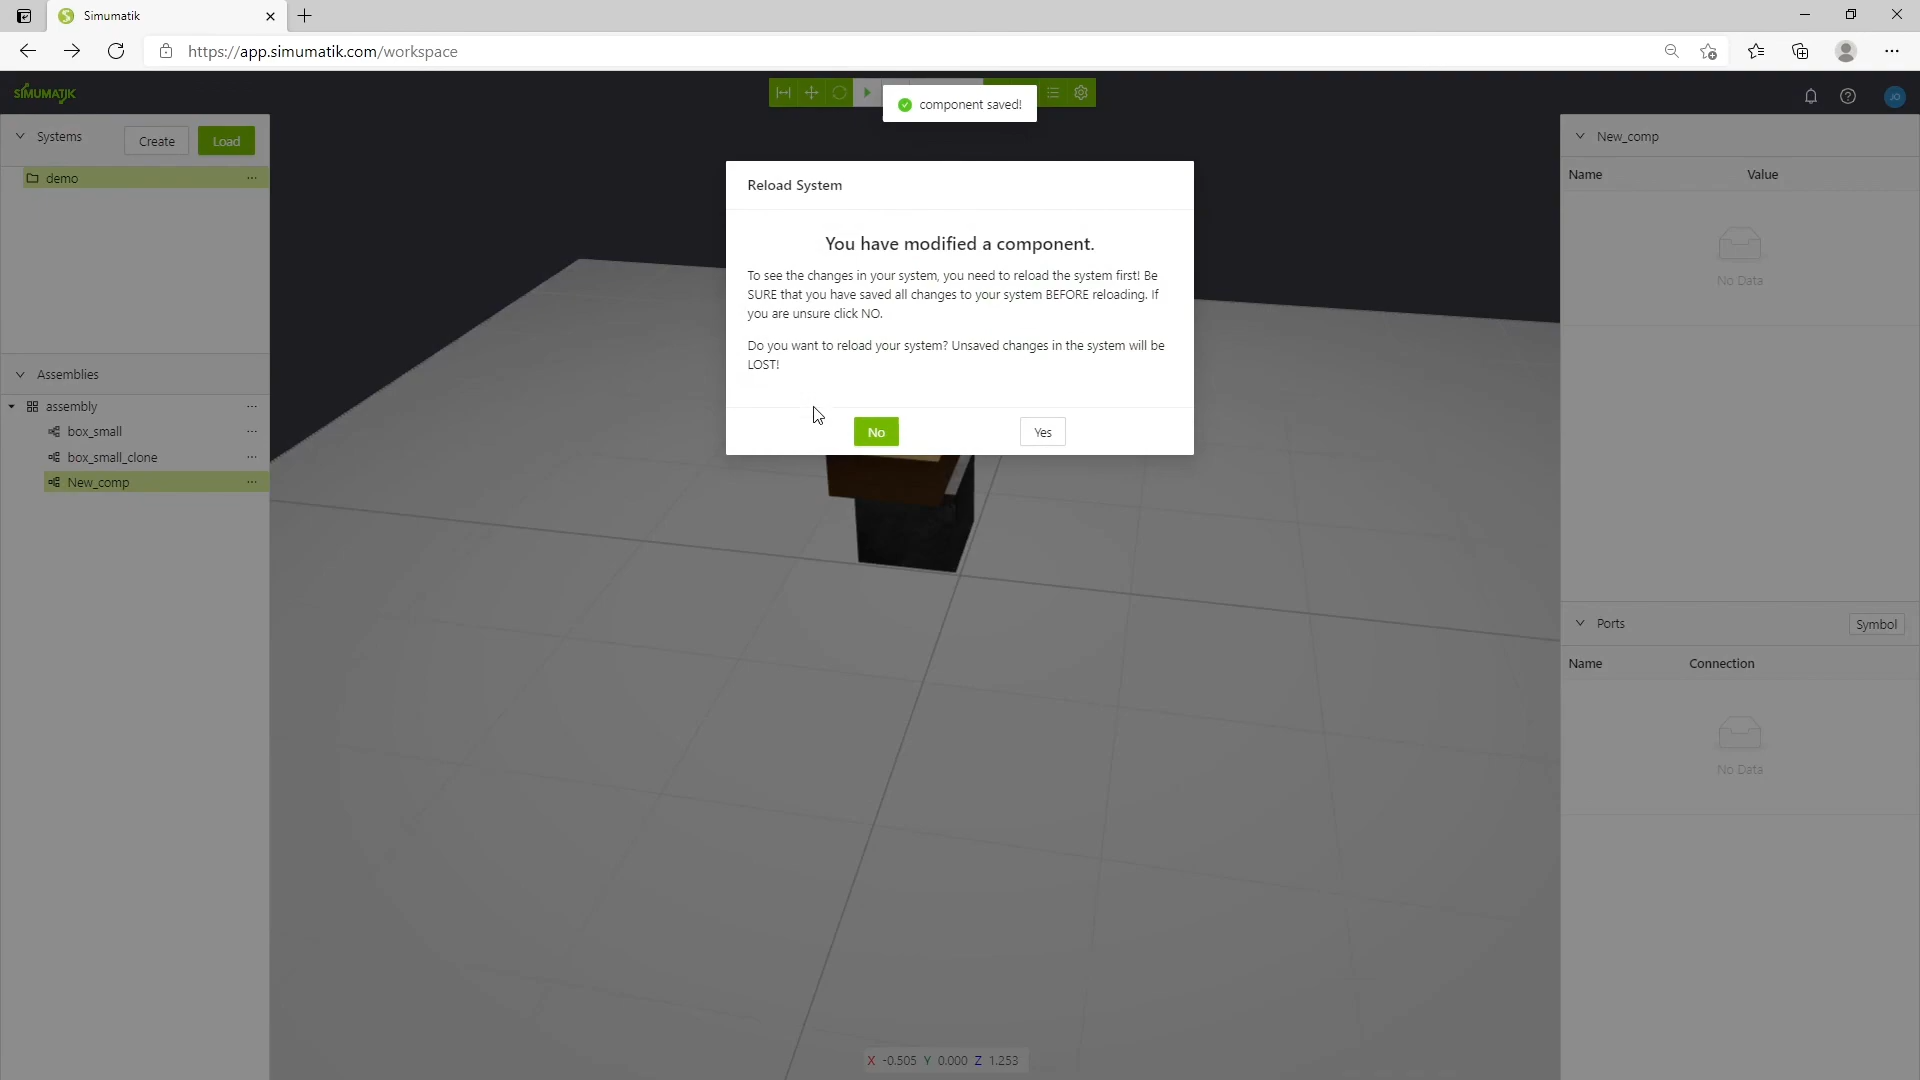 Simumatik
https://app.simumatik.com/workspace
SIMUMATIK
component saved!
JO
Systems
Create
Load
demo
Assemblies
assembly
box_small
box_small_clone
New_comp
Reload System
You have modified a component.
To see the changes in your system, you need to reload the system first! Be
SURE that you have saved all changes to your system BEFORE reloading. If
you are unsure click NO.
Do you want to reload your system? Unsaved changes in the system will be
LOST!
No
Yes
New_comp
Name Value
No Data
Ports
Symbol
Name Connection
No Data
X -0.505 Y 0.000 Z 1.253